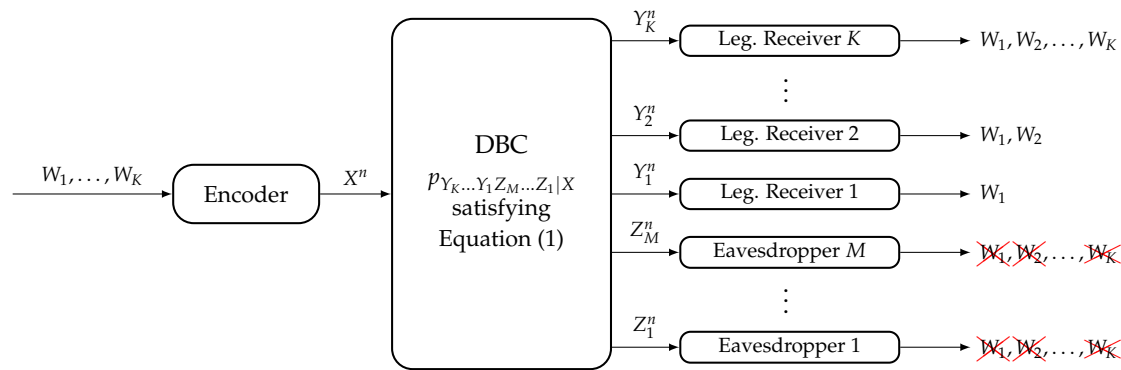 Y_K^n
Leg. Receiver K
W_1, W_2, . . . , W_K
⋮
Y_2^n
Leg. Receiver 2
W_1, W_2
W_1, . . . , W_K
Encoder
X^n
DBC
p_{Y_K...Y_1 Z_M...Z_1|X}
satisfying
Equation (1)
Y_1^n
Leg. Receiver 1
W_1
Z_M^n
Eavesdropper M
W_1, W_2, . . . , W_K
⋮
Z_1^n
Eavesdropper 1
W_1, W_2, . . . , W_K